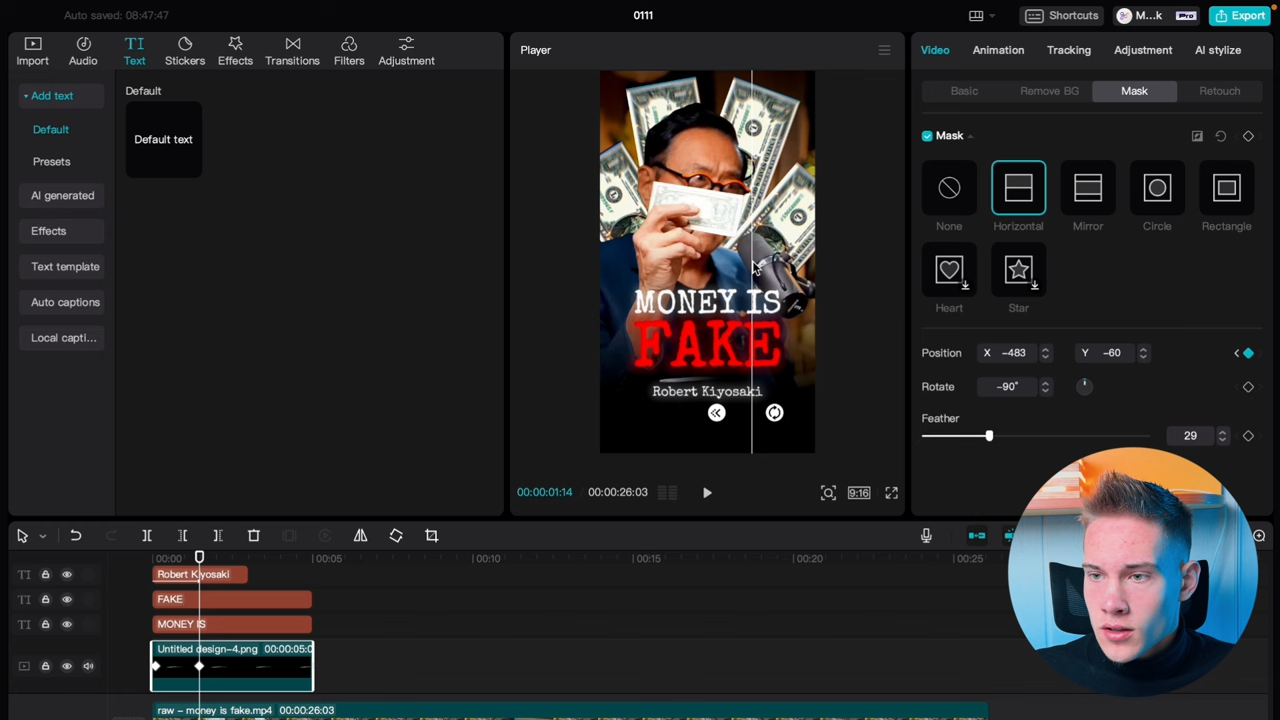 Auto saved: 08:47:47
0111
Shortcuts
M...k
Pro
Export
Import
Audio
TI
Text
Stickers
Effects
Transitions
Filters
Adjustment
Add text
Default
Presets
AI generated
Effects
Text template
Auto captions
Local capti...
Default
Default text
Player
MONEY IS
FAKE
Robert Kiyosaki
00:00:01:14
00:00:26:03
9:16
Video
Animation
Tracking
Adjustment
AI stylize
Basic
Remove BG
Mask
Retouch
Mask
None
Horizontal
Mirror
Circle
Rectangle
Heart
Star
Position
X -483
Y -60
Rotate
-90°
Feather
29
00:00
00:05
00:10
00:15
00:20
00:25
TI
Robert Kiyosaki
TI
FAKE
TI
MONEY IS
Untitled design-4.png 00:00:05:0
raw - money is fake.mp4 00:00:26:03